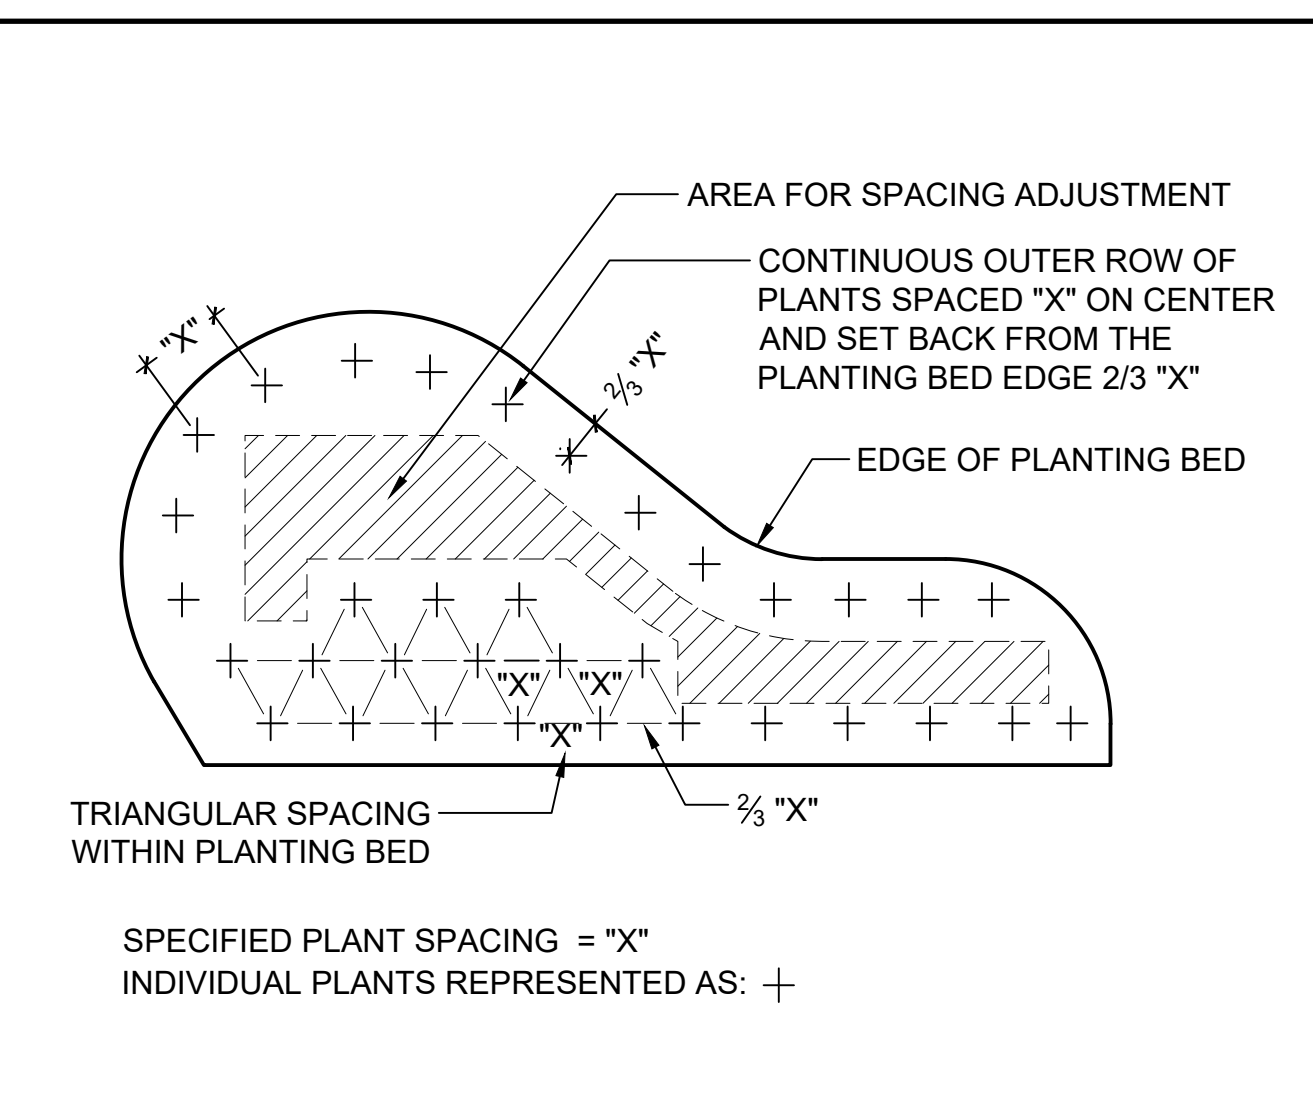 AREA FOR SPACING ADJUSTMENT
CONTINUOUS OUTER ROW OF
PLANTS SPACED "X" ON CENTER
AND SET BACK FROM THE
PLANTING BED EDGE 2/3 "X"
"X"
2/3 "X"
EDGE OF PLANTING BED
"X"
"X"
"X"
TRIANGULAR SPACING
WITHIN PLANTING BED
2/3 "X"
SPECIFIED PLANT SPACING = "X"
INDIVIDUAL PLANTS REPRESENTED AS: